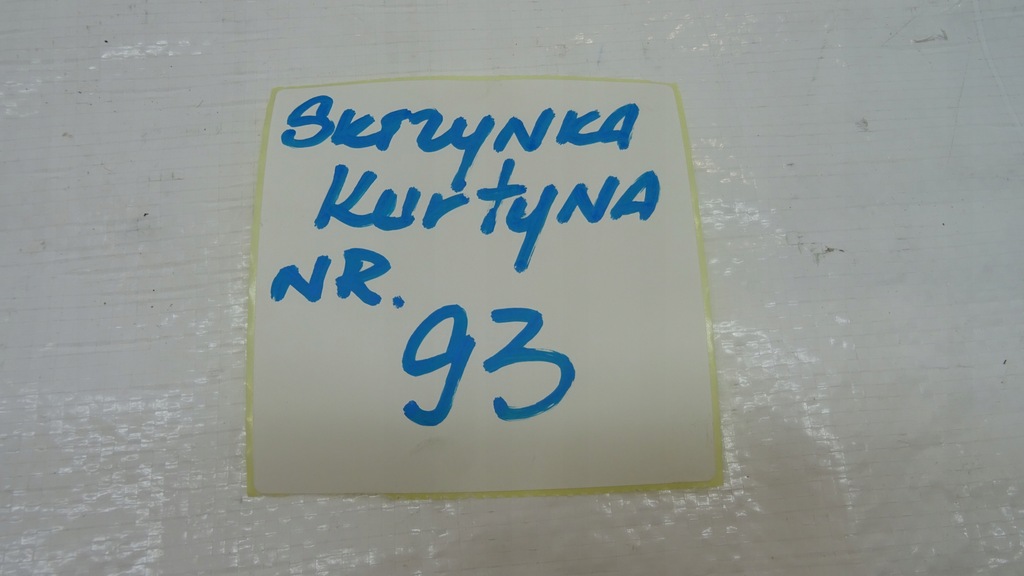 SKrzyNKA
KurtyNA
NR.
93